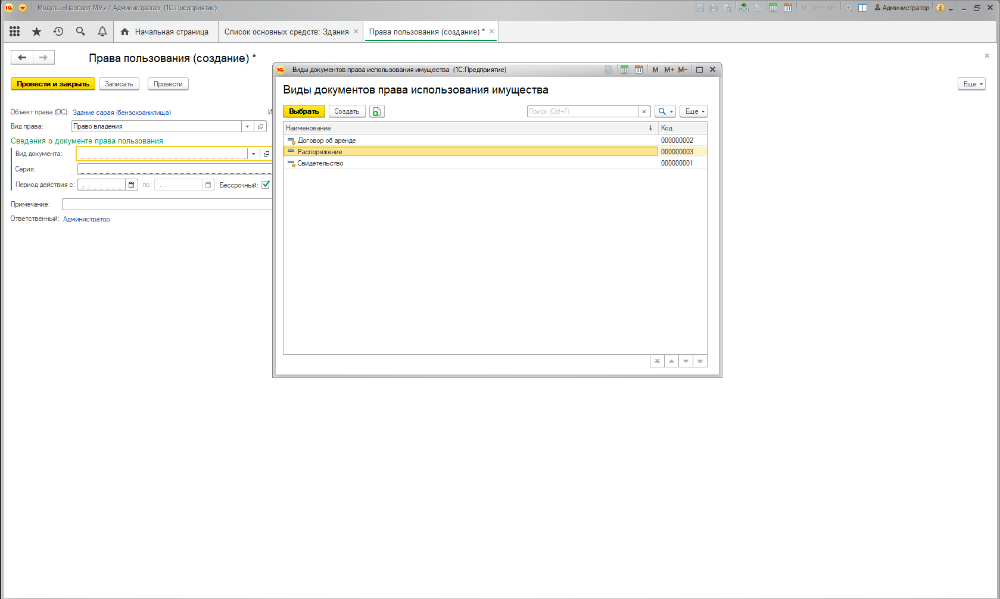 Модуль «Паспорт МУ» / Администратор (1С:Предприятие)
M M+ M-
Администратор
Начальная страница
Список основных средств: Здания
Права пользования (создание) *
Права пользования (создание) *
Провести и закрыть
Записать
Провести
Еще
Объект права (ОС): Здание сарая (бензохранилища)
И
Вид права: Право владения
Сведения о документе права пользования
Вид документа:
Серия:
Период действия с: . . по: . . Бессрочный:
Примечание:
Ответственный: Администратор
Виды документов права использования имущества (1С:Предприятие)
31
M M+ M-
Виды документов права использования имущества
Выбрать
Создать
Поиск (Ctrl+F)
Еще
Наименование Код
Договор об аренде 000000002
Распоряжение 000000003
Свидетельство 000000001